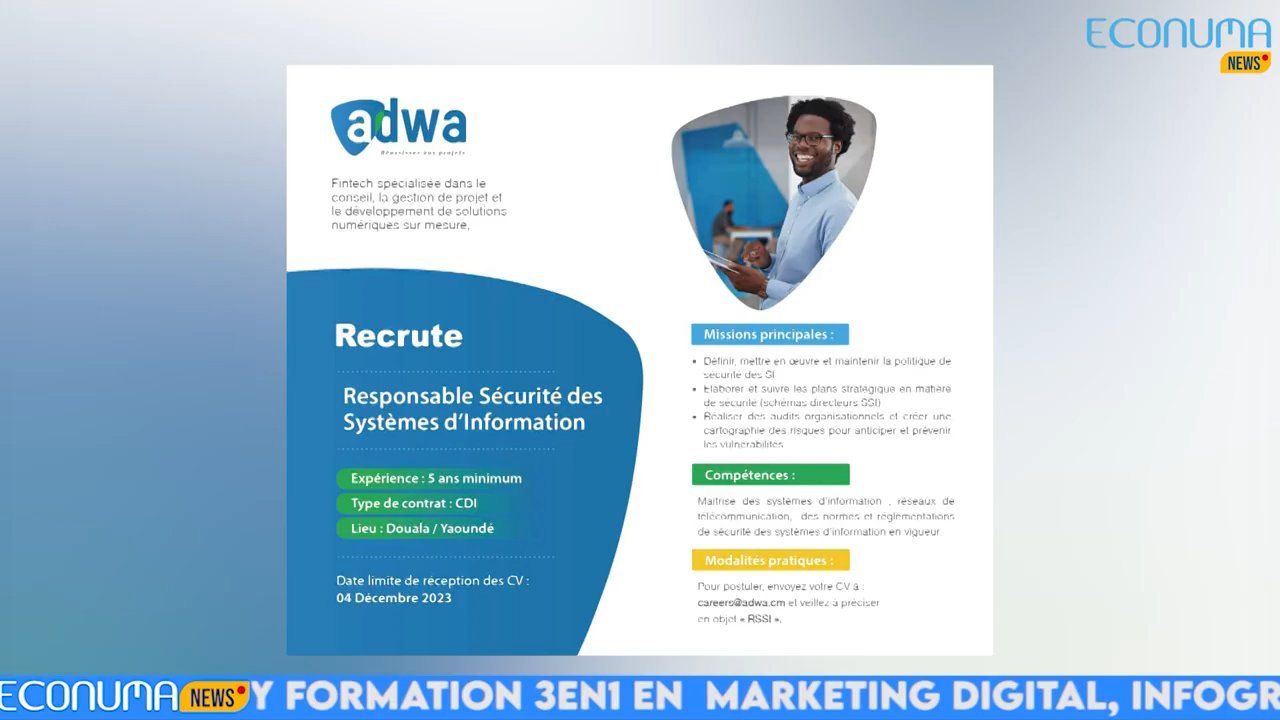 ECONUMA
NEWS
adwa
Réussissez vos projets
Fintech spécialisée dans le
conseil, la gestion de projet et
le développement de solutions
numériques sur mesure,
Recrute
Responsable Sécurité des
Systèmes d'Information
Expérience : 5 ans minimum
Type de contrat : CDI
Lieu : Douala / Yaoundé
Date limite de réception des CV :
04 Décembre 2023
Missions principales :
• Définir, mettre en œuvre et maintenir la politique de
sécurité des SI
• Elaborer et suivre les plans stratégique en matière
de sécurité (schémas directeurs SSI)
• Réaliser des audits organisationnels et créer une
cartographie des risques pour anticiper et prévenir
les vulnérabilités
Compétences :
Maitrise des systèmes d'information , réseaux de
télécommunication, des normes et réglementations
de sécurité des systèmes d'information en vigueur
Modalités pratiques :
Pour postuler, envoyez votre CV à :
careers@adwa.cm et veillez à préciser
en objet « RSSI ».
ECONUMA NEWS Y FORMATION 3EN1 EN MARKETING DIGITAL, INFOGR